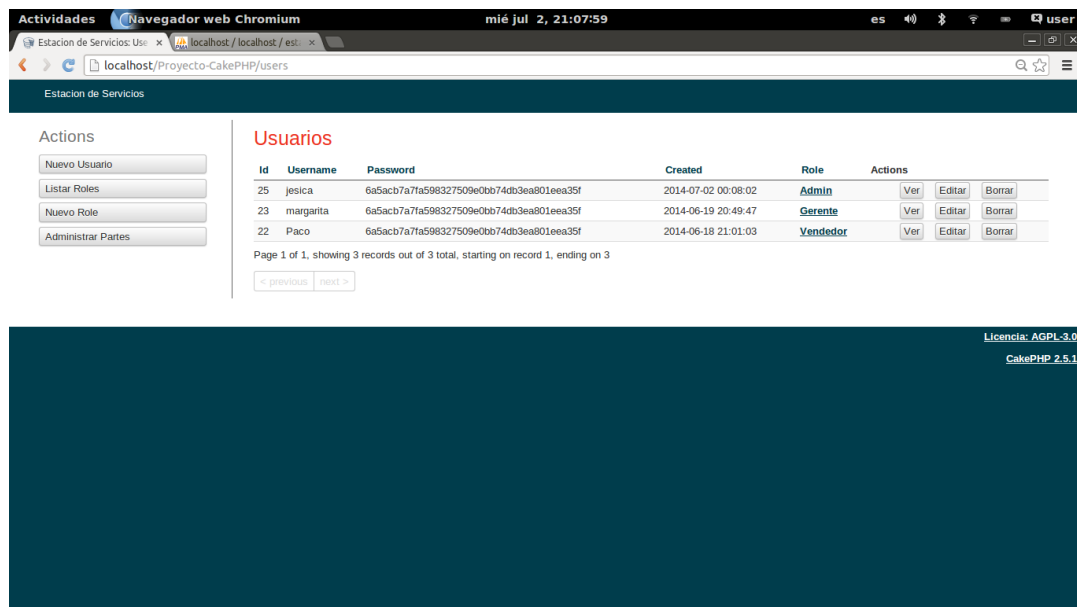 Actividades Navegador web Chromium mié jul 2, 21:07:59 es user
Estacion de Servicios: Use × localhost / localhost / est ×
localhost/Proyecto-CakePHP/users
Estacion de Servicios
Actions
Nuevo Usuario
Listar Roles
Nuevo Role
Administrar Partes
Usuarios
Id Username Password Created Role Actions
25 jesica 6a5acb7a7fa598327509e0bb74db3ea801eea35f 2014-07-02 00:08:02 Admin Ver Editar Borrar
23 margarita 6a5acb7a7fa598327509e0bb74db3ea801eea35f 2014-06-19 20:49:47 Gerente Ver Editar Borrar
22 Paco 6a5acb7a7fa598327509e0bb74db3ea801eea35f 2014-06-18 21:01:03 Vendedor Ver Editar Borrar
Page 1 of 1, showing 3 records out of 3 total, starting on record 1, ending on 3
< previous next >
Licencia: AGPL-3.0
CakePHP 2.5.1